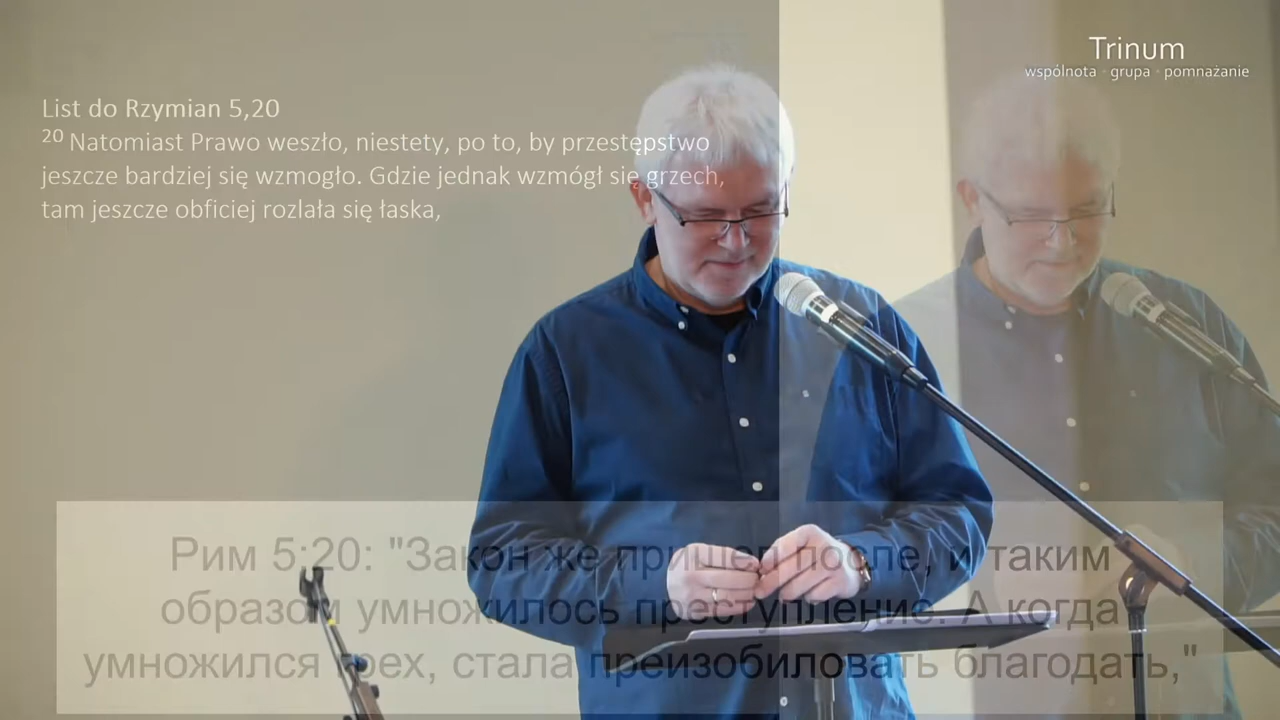 Trinum
wspólnota · grupa · pomnażanie
List do Rzymian 5,20
20 Natomiast Prawo weszło, niestety, po to, by przestępstwo
jeszcze bardziej się wzmogło. Gdzie jednak wzmógł się grzech,
tam jeszcze obficiej rozlała się łaska,
Рим 5:20: "Закон же пришел после, и таким
образом умножилось преступление. А когда
умножился грех, стала преизобиловать благодать,"